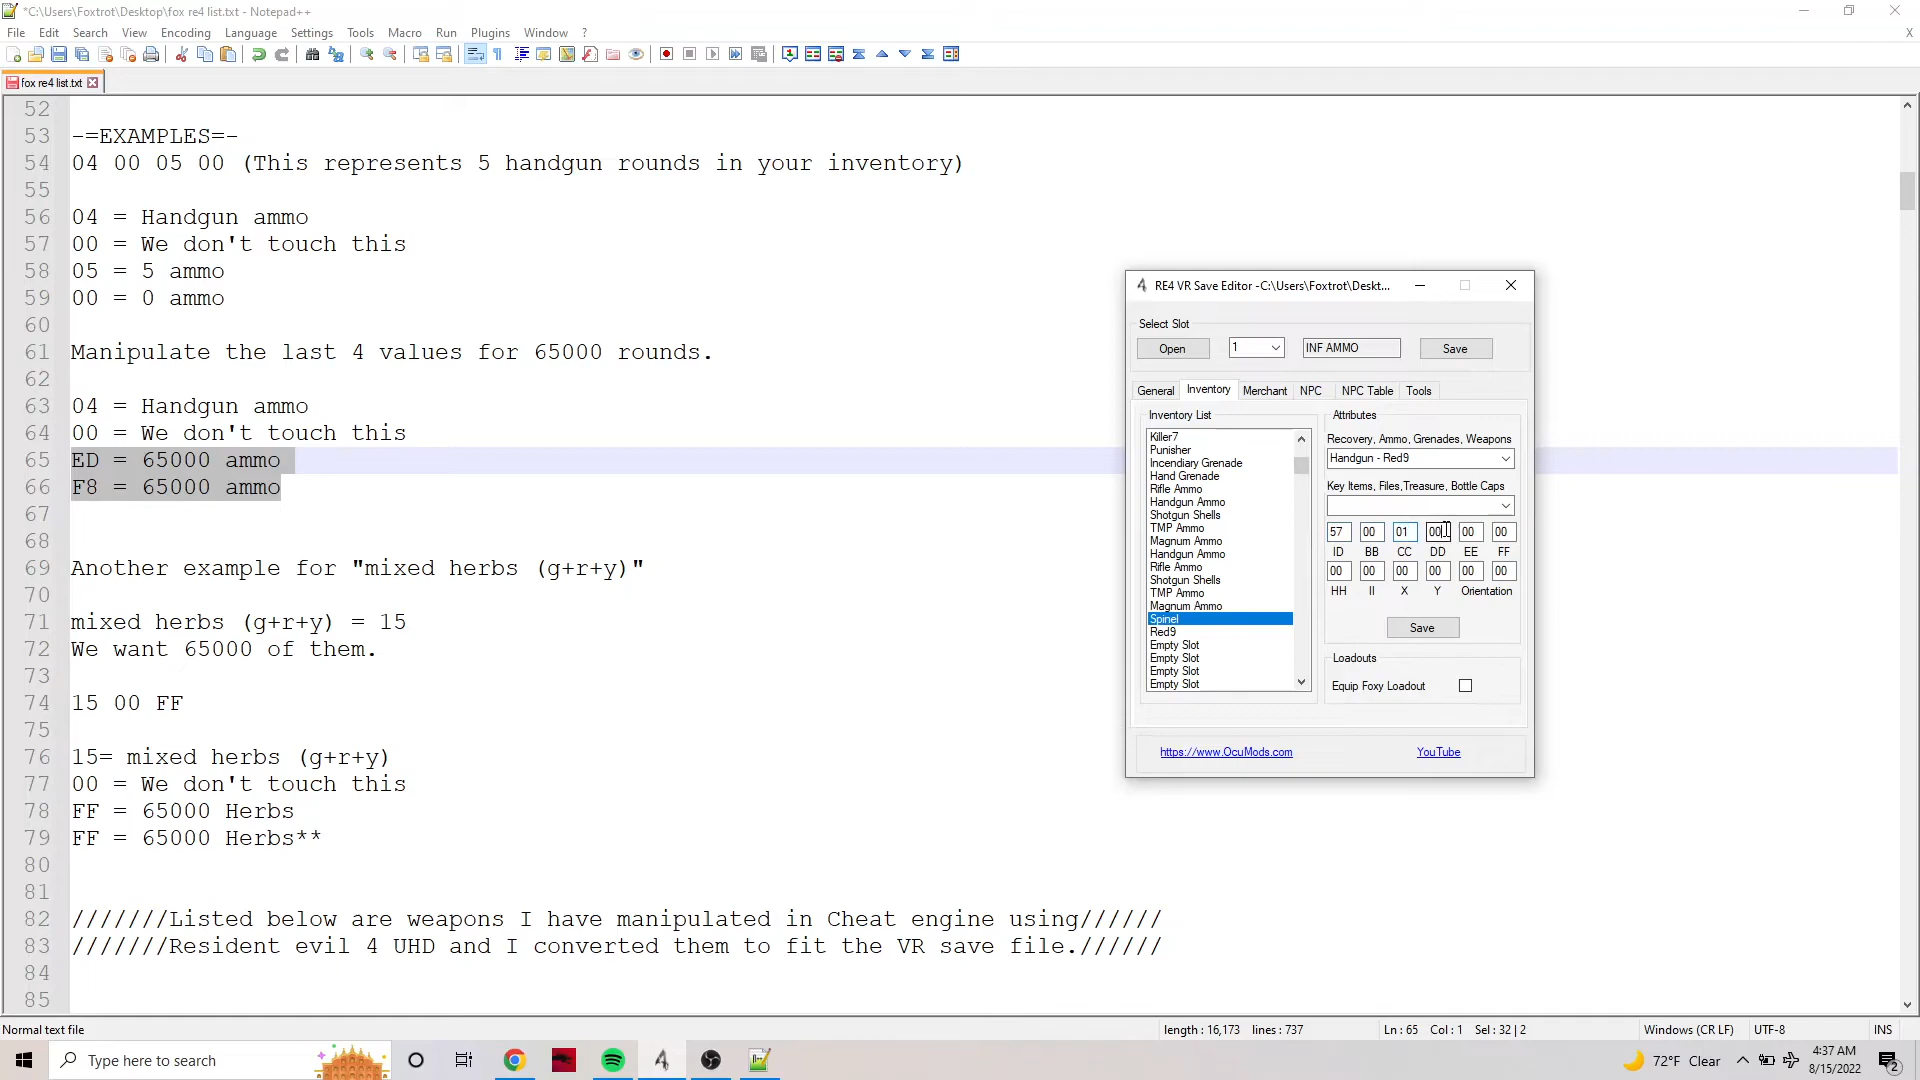 *C:\Users\Foxtrot\Desktop\fox re4 list.txt - Notepad++
File Edit Search View Encoding Language Settings Tools Macro Run Plugins Window ? X
fox re4 list.txt
52
53 -=EXAMPLES=-
54 04 00 05 00 (This represents 5 handgun rounds in your inventory)
55
56 04 = Handgun ammo
57 00 = We don't touch this
58 05 = 5 ammo
59 00 = 0 ammo
60
61 Manipulate the last 4 values for 65000 rounds.
62
63 04 = Handgun ammo
64 00 = We don't touch this
65 ED = 65000 ammo
66 F8 = 65000 ammo
67
68
69 Another example for "mixed herbs (g+r+y)"
70
71 mixed herbs (g+r+y) = 15
72 We want 65000 of them.
73
74 15 00 FF
75
76 15= mixed herbs (g+r+y)
77 00 = We don't touch this
78 FF = 65000 Herbs
79 FF = 65000 Herbs**
80
81
82 ///////Listed below are weapons I have manipulated in Cheat engine using//////
83 ///////Resident evil 4 UHD and I converted them to fit the VR save file.//////
84
85
RE4 VR Save Editor -C:\Users\Foxtrot\Deskt...
Select Slot
Open 1 INF AMMO Save
General Inventory Merchant NPC NPC Table Tools
Inventory List
Killer7
Punisher
Incendiary Grenade
Hand Grenade
Rifle Ammo
Handgun Ammo
Shotgun Shells
TMP Ammo
Magnum Ammo
Handgun Ammo
Rifle Ammo
Shotgun Shells
TMP Ammo
Magnum Ammo
Spinel
Red9
Empty Slot
Empty Slot
Empty Slot
Empty Slot
Attributes
Recovery, Ammo, Grenades, Weapons
Handgun - Red9
Key Items, Files,Treasure, Bottle Caps
57 00 01 00 00 00
ID BB CC DD EE FF
00 00 00 00 00 00
HH II X Y Orientation
Save
Loadouts
Equip Foxy Loadout
https://www.OcuMods.com YouTube
Normal text file length : 16,173 lines : 737 Ln : 65 Col : 1 Sel : 32 | 2 Windows (CR LF) UTF-8 INS
Type here to search
72°F Clear
4:37 AM
8/15/2022
2